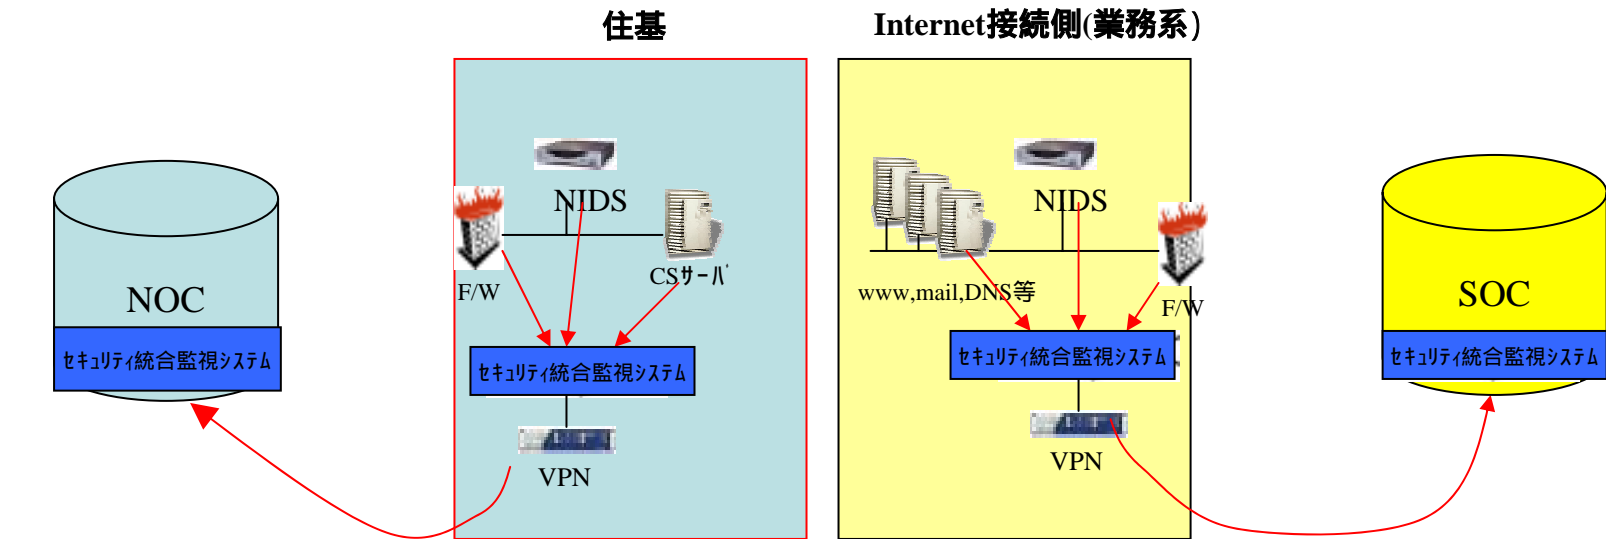 住基
Internet接続側(業務系)
NIDS
NIDS
CSサーバ
F/W
www,mail,DNS等
F/W
NOC
SOC
セキュリティ統合監視システム
セキュリティ統合監視システム
セキュリティ統合監視システム
セキュリティ統合監視システム
VPN
VPN